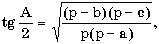 tg A/2 = √((p−b)(p−c) / p(p−a)),